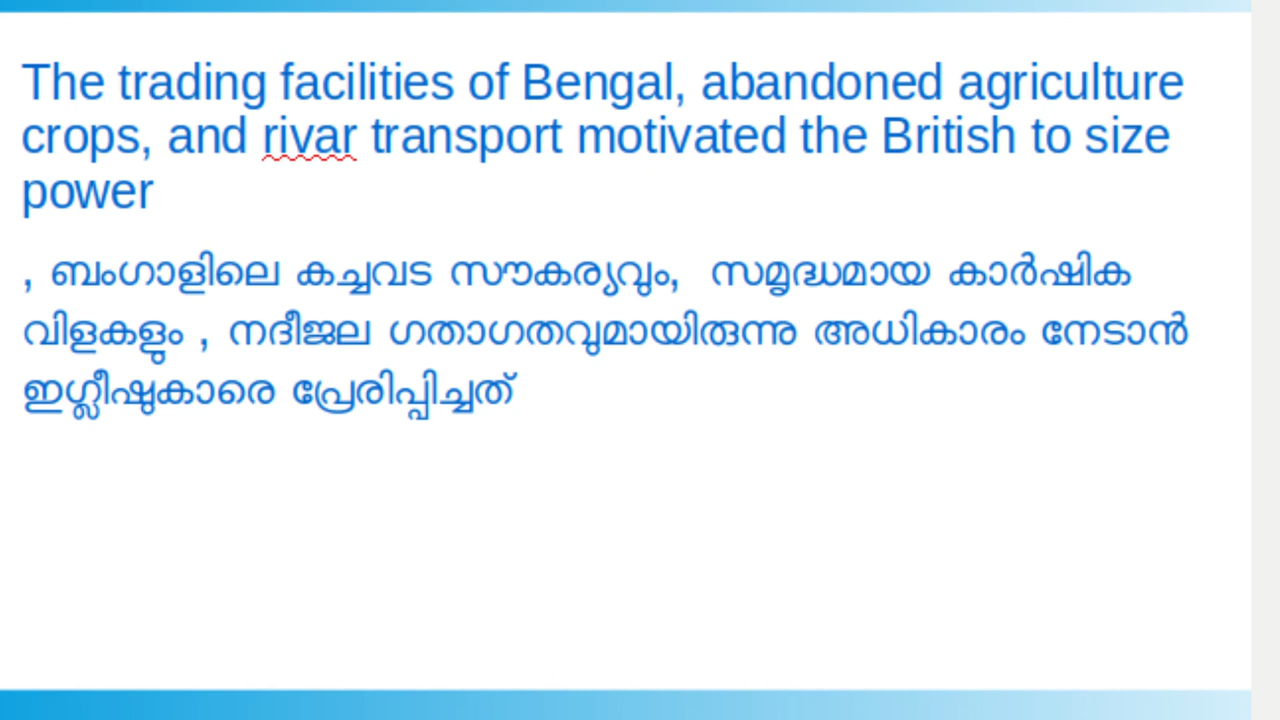 The trading facilities of Bengal, abandoned agriculture
crops, and rivar transport motivated the British to size
power
, ബംഗാളിലെ കച്ചവട സൗകര്യവും, സമൃദ്ധമായ കാർഷിക
വിളകളും , നദീജല ഗതാഗതവുമായിരുന്നു അധികാരം നേടാൻ
ഇഗ്ലീഷുകാരെ പ്രേരിപ്പിച്ചത്